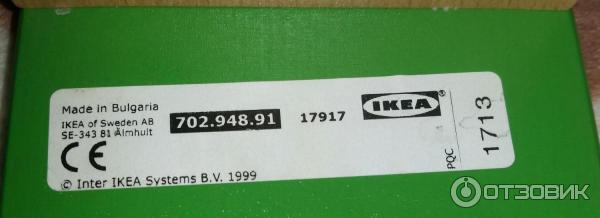 Made in Bulgaria
IKEA of Sweden AB
SE-343 81 Älmhult
702.948.91
17917
IKEA®
CE
© Inter IKEA Systems B.V. 1999
PQC
1713
ОТЗОВИК